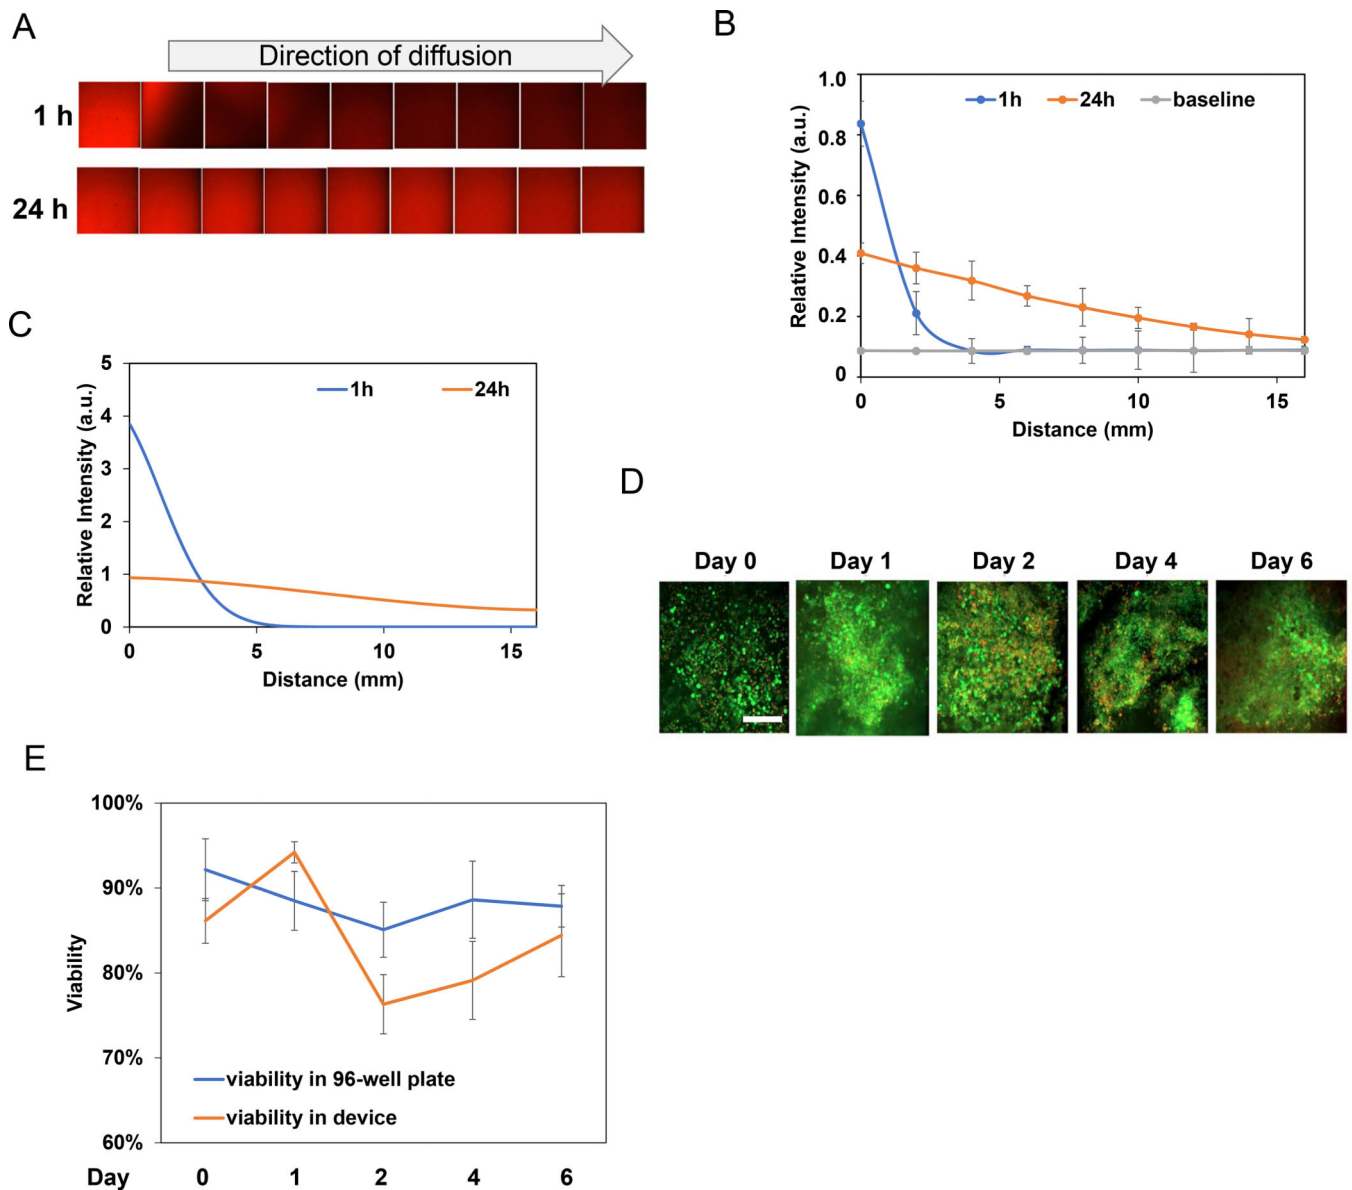 A
Direction of diffusion
1 h
24 h
B
1.0
0.8
0.6
0.4
0.2
0
Relative Intensity (a.u.)
1h 24h baseline
0 5 10 15
Distance (mm)
C
5
4
3
2
1
0
Relative Intensity (a.u.)
1h 24h
0 5 10 15
Distance (mm)
D
Day 0 Day 1 Day 2 Day 4 Day 6
E
100%
90%
80%
70%
60%
Viability
viability in 96-well plate
viability in device
Day 0 1 2 4 6